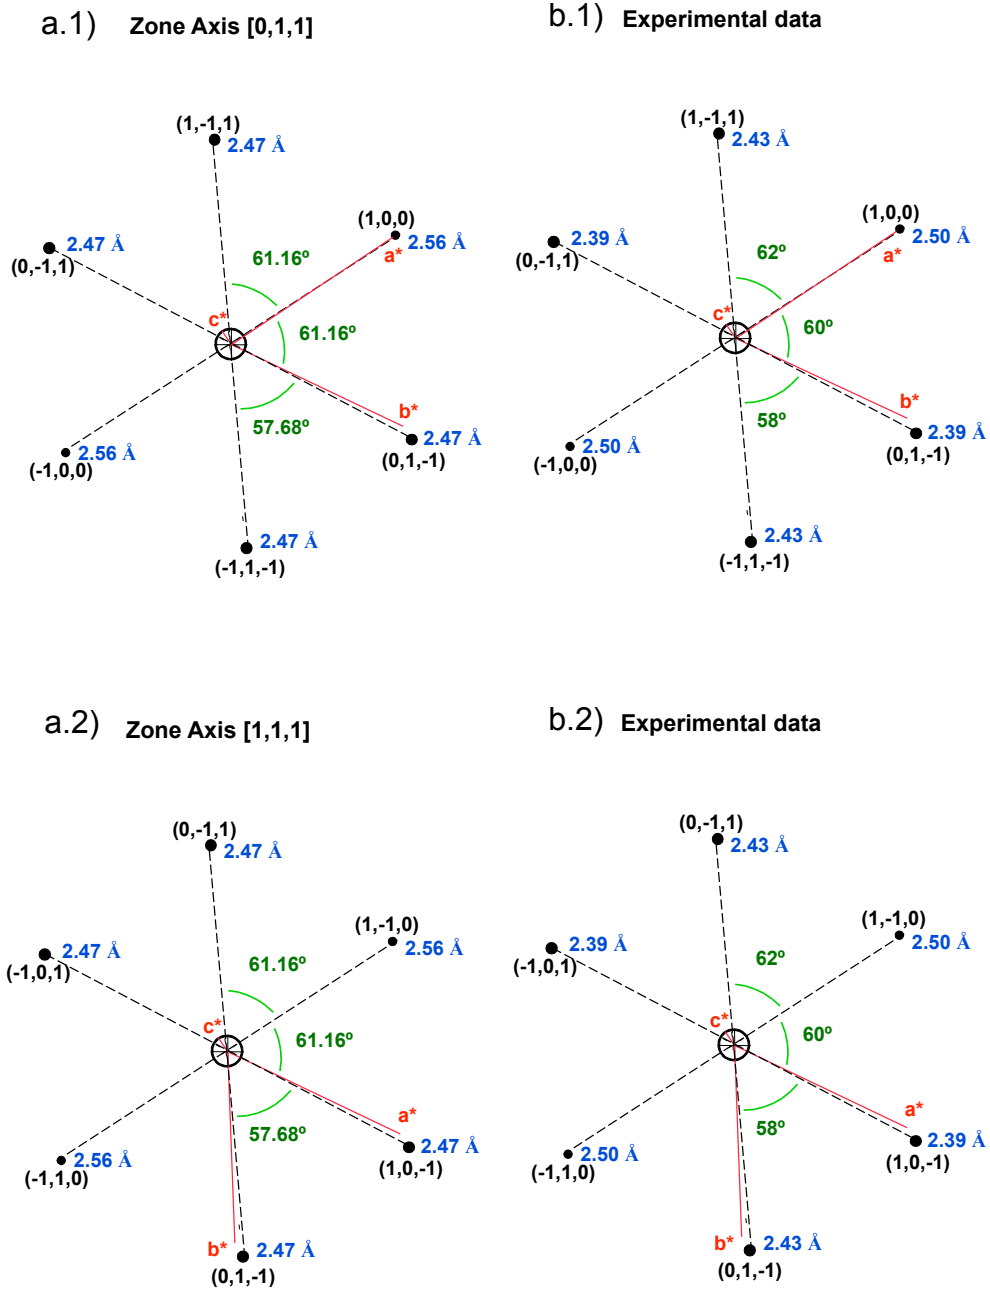 a.1) Zone Axis [0,1,1]
(1,-1,1)
2.47 Å
(1,0,0)
2.56 Å
a*
(0,-1,1)
2.47 Å
61.16º
c*
61.16º
57.68º
b*
2.47 Å
(0,1,-1)
2.56 Å
(-1,0,0)
2.47 Å
(-1,1,-1)
b.1) Experimental data
(1,-1,1)
2.43 Å
(1,0,0)
2.50 Å
a*
2.39 Å
(0,-1,1)
62º
c*
60º
58º
b*
2.39 Å
(0,1,-1)
2.50 Å
(-1,0,0)
2.43 Å
(-1,1,-1)
a.2) Zone Axis [1,1,1]
(0,-1,1)
2.47 Å
(1,-1,0)
2.56 Å
2.47 Å
(-1,0,1)
61.16º
c*
61.16º
57.68º
a*
2.47 Å
(1,0,-1)
2.56 Å
(-1,1,0)
b*
2.47 Å
(0,1,-1)
b.2) Experimental data
(0,-1,1)
2.43 Å
(1,-1,0)
2.50 Å
2.39 Å
(-1,0,1)
62º
c*
60º
58º
a*
2.39 Å
(1,0,-1)
2.50 Å
(-1,1,0)
b*
2.43 Å
(0,1,-1)